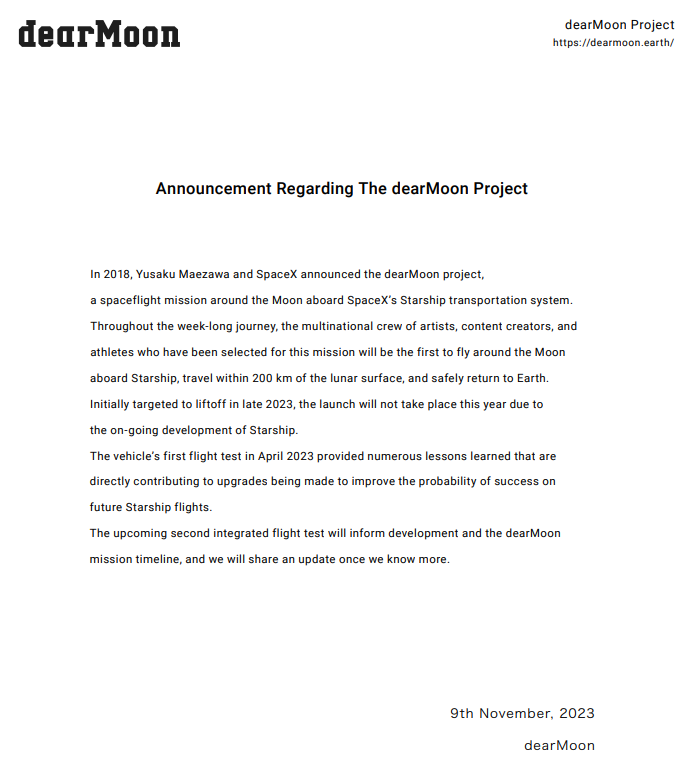 dearMoon
dearMoon Project
https://dearmoon.earth/
Announcement Regarding The dearMoon Project
In 2018, Yusaku Maezawa and SpaceX announced the dearMoon project,
a spaceflight mission around the Moon aboard SpaceX's Starship transportation system.
Throughout the week-long journey, the multinational crew of artists, content creators, and
athletes who have been selected for this mission will be the first to fly around the Moon
aboard Starship, travel within 200 km of the lunar surface, and safely return to Earth.
Initially targeted to liftoff in late 2023, the launch will not take place this year due to
the on-going development of Starship.
The vehicle's first flight test in April 2023 provided numerous lessons learned that are
directly contributing to upgrades being made to improve the probability of success on
future Starship flights.
The upcoming second integrated flight test will inform development and the dearMoon
mission timeline, and we will share an update once we know more.
9th November, 2023
dearMoon